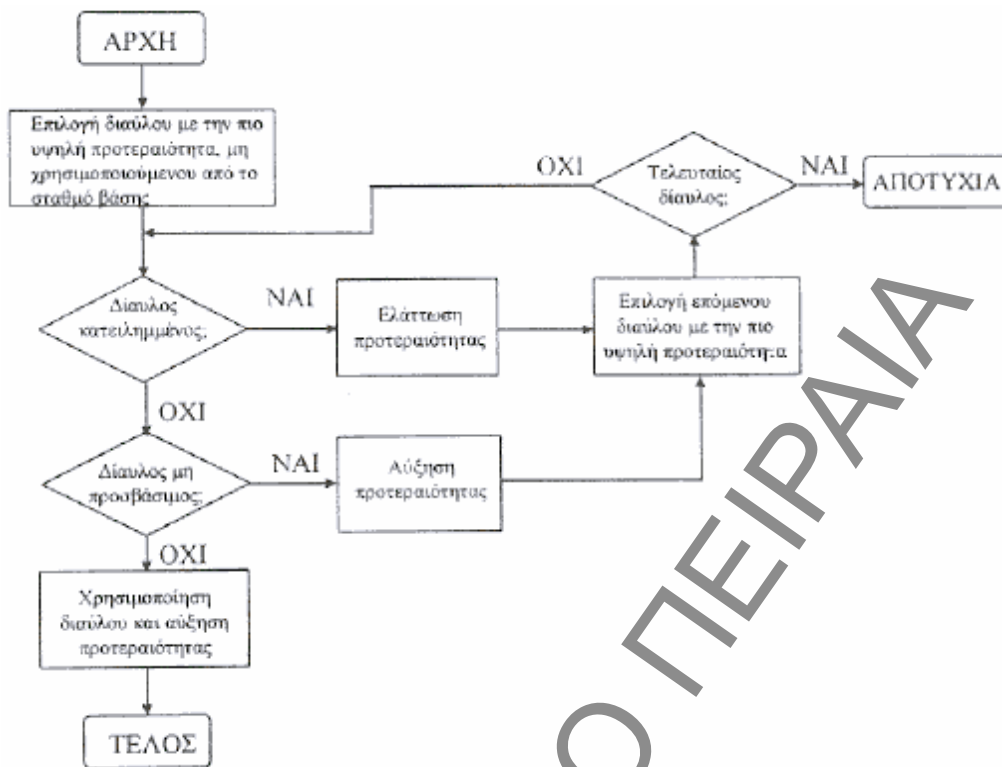 ΑΡΧΗ
Επιλογή διαύλου με την πιο
υψηλή προτεραιότητα, μη
χρησιμοποιούμενου από το
σταθμό βάσης
ΟΧΙ
Τελευταίος
δίαυλος;
ΝΑΙ
ΑΠΟΤΥΧΙΑ
Δίαυλος
κατειλημμένος;
ΝΑΙ
Ελάττωση
προτεραιότητας
Επιλογή επόμενου
διαύλου με την πιο
υψηλή προτεραιότητα
ΟΧΙ
Δίαυλος μη
προσβάσιμος;
ΝΑΙ
Αύξηση
προτεραιότητας
ΟΧΙ
Χρησιμοποίηση
διαύλου και αύξηση
προτεραιότητας
ΤΕΛΟΣ
Ο ΠΕΙΡΑΙΑ